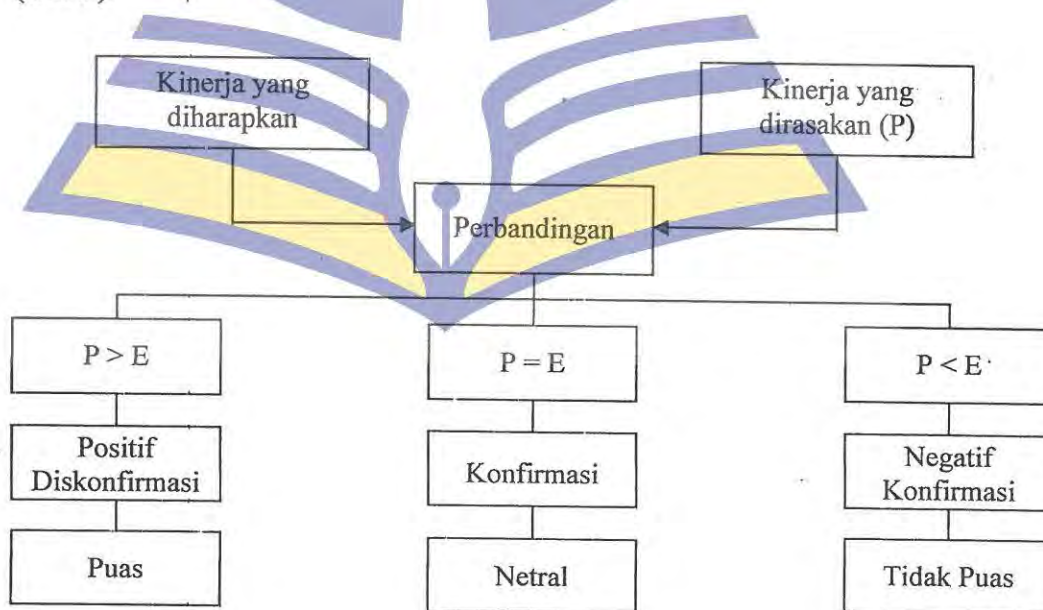 Kinerja yang
diharapkan
Kinerja yang
dirasakan (P)
Perbandingan
P > E
P = E
P < E
Positif
Diskonfirmasi
Konfirmasi
Negatif
Konfirmasi
Puas
Netral
Tidak Puas